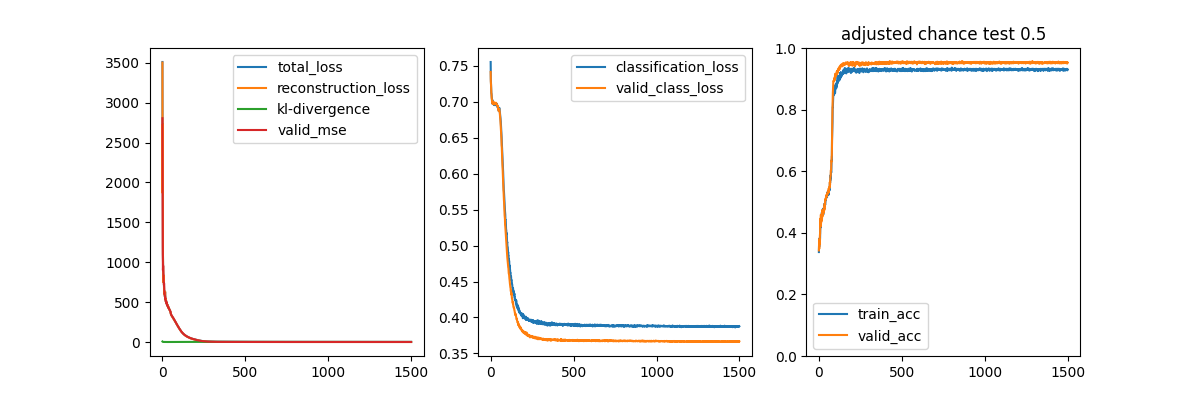 adjusted chance test 0.5
3500
3000
2500
2000
1500
1000
500
0
total_loss
reconstruction_loss
kl-divergence
valid_mse
0 500 1000 1500
0.75
0.70
0.65
0.60
0.55
0.50
0.45
0.40
0.35
classification_loss
valid_class_loss
0 500 1000 1500
1.0
0.8
0.6
0.4
0.2
0.0
train_acc
valid_acc
0 500 1000 1500